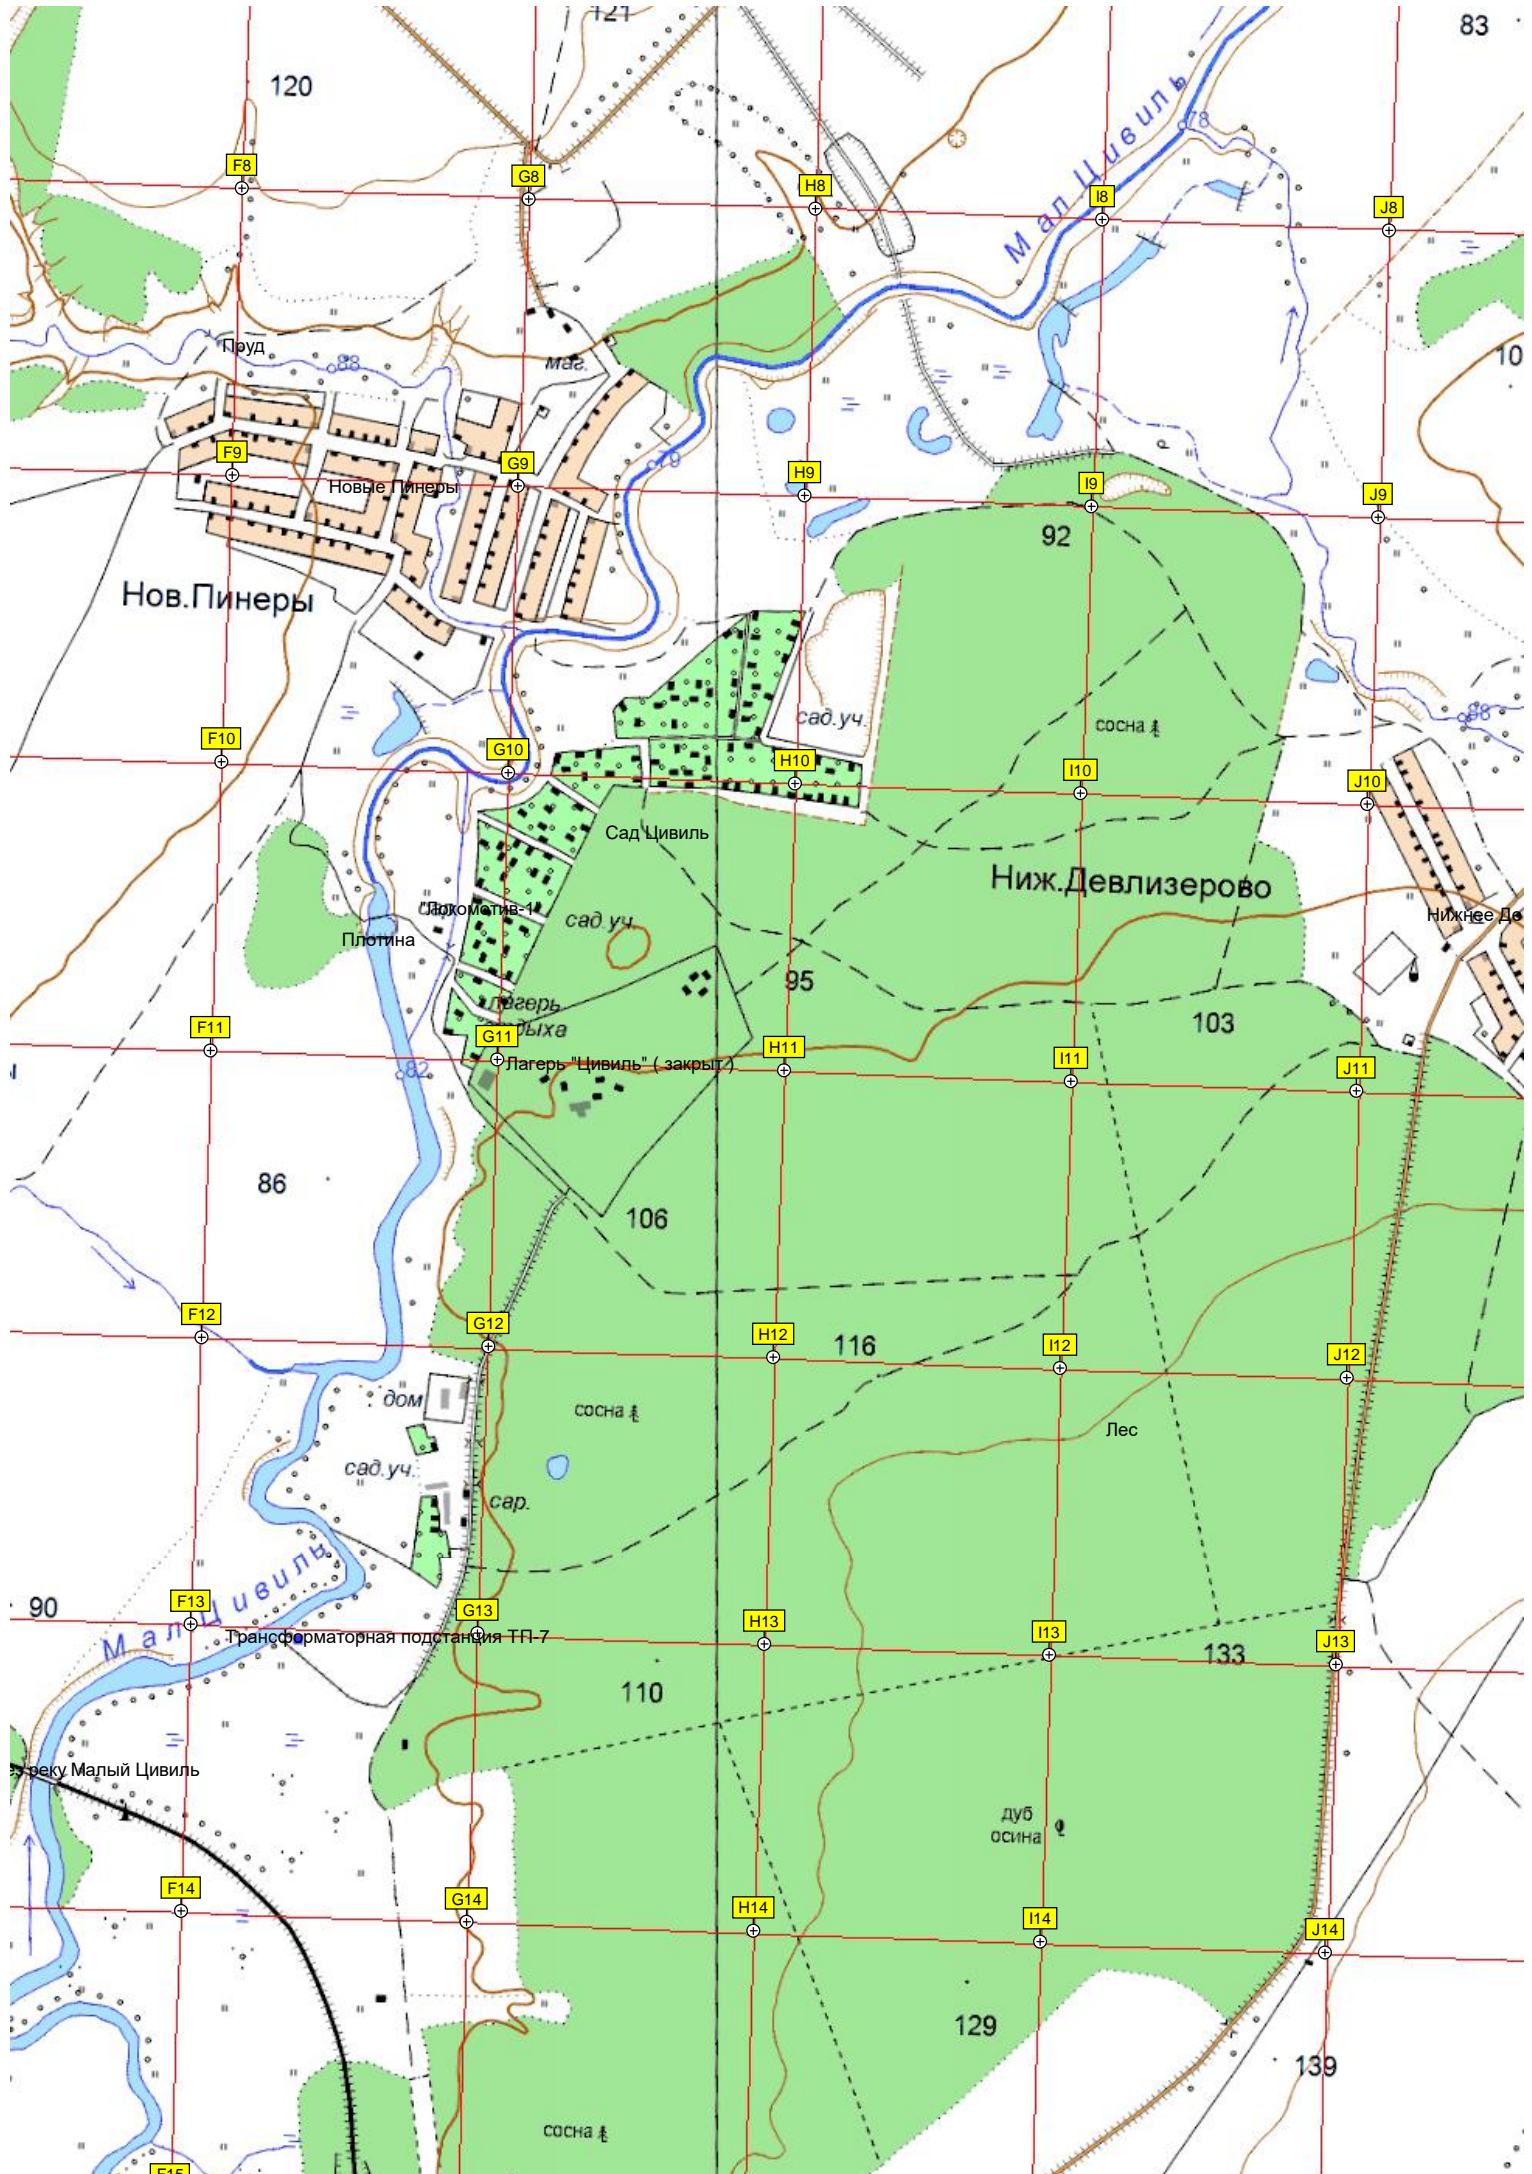 121
83
120
78
Мал.Цивиль
F8
G8
H8
I8
J8
Пруд
88
маг.
10
F9
G9
79
H9
I9
J9
Новые Пинеры
92
Нов.Пинеры
сад.уч.
сосна
88
F10
G10
H10
I10
J10
Сад Цивиль
Ниж.Девлизерово
"Локомотив-1"
сад.уч.
Нижнее Де
Плотина
95
лагерь
103
F11
G11
H11
I11
J11
Лагерь "Цивиль" ( закрыт )
82
86
106
F12
G12
H12
116
I12
J12
дом
сосна
Лес
сад.уч.
сар.
90
F13
G13
H13
I13
J13
Мал.Цивиль
Трансформаторная подстанция ТП-7
133
110
реку Малый Цивиль
дуб
осина
F14
G14
H14
I14
J14
129
139
сосна
F15